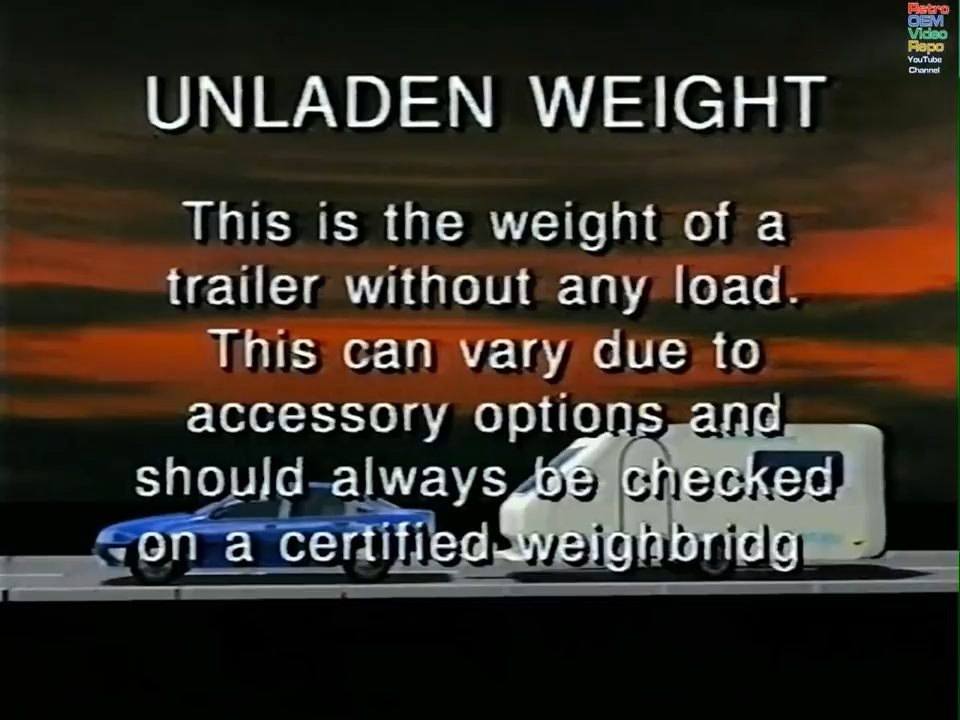 Retro
OEM
Video
Repo
YouTube
Channel
UNLADEN WEIGHT
This is the weight of a
trailer without any load.
This can vary due to
accessory options and
should always be checked
on a certified weighbridg